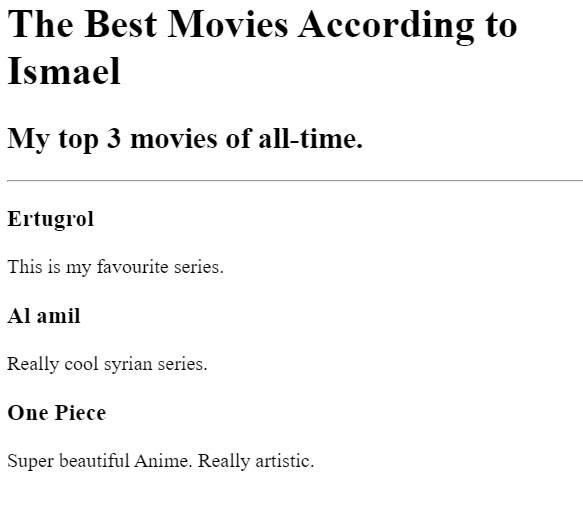 The Best Movies According to
Ismael
My top 3 movies of all-time.
Ertugrol
This is my favourite series.
Al amil
Really cool syrian series.
One Piece
Super beautiful Anime. Really artistic.